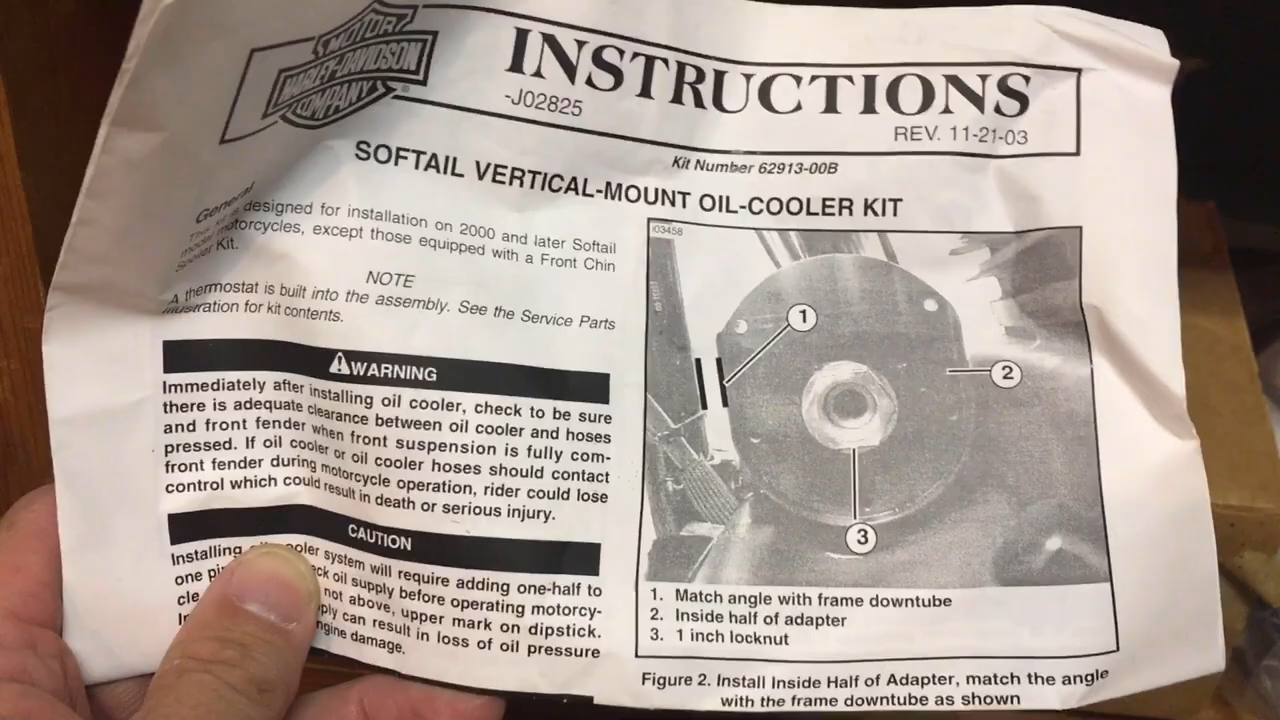 MOTOR
HARLEY-DAVIDSON
COMPANY
®
INSTRUCTIONS
-J02825
REV. 11-21-03
Kit Number 62913-00B
SOFTAIL VERTICAL-MOUNT OIL-COOLER KIT
General
designed for installation on 2000 and later Softail
model motorcycles, except those equipped with a Front Chin
Spoiler Kit.
NOTE
A thermostat is built into the assembly. See the Service Parts
illustration for kit contents.
WARNING
Immediately after installing oil cooler, check to be sure
there is adequate clearance between oil cooler and hoses
and front fender when front suspension is fully com-
pressed. If oil cooler or oil cooler hoses should contact
front fender during motorcycle operation, rider could lose
control which could result in death or serious injury.
CAUTION
Installing ooler system will require adding one-half to
one pi ck oil supply before operating motorcy-
cle not above, upper mark on dipstick.
ply can result in loss of oil pressure
ngine damage.
i03458
1
2
3
1. Match angle with frame downtube
2. Inside half of adapter
3. 1 inch locknut
Figure 2. Install Inside Half of Adapter, match the angle
with the frame downtube as shown